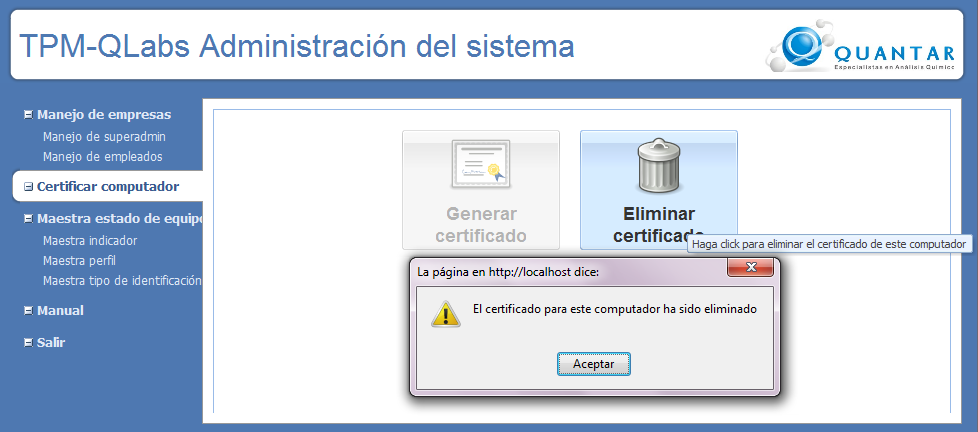 TPM-QLabs Administración del sistema
QUANTAR
Especialistas en Análisis Químico
Manejo de empresas
Manejo de superadmin
Manejo de empleados
Certificar computador
Maestra estado de equipo
Maestra indicador
Maestra perfil
Maestra tipo de identificación
Manual
Salir
Generar
certificado
Eliminar
certificado
Haga click para eliminar el certificado de este computador
La página en http://localhost dice:
El certificado para este computador ha sido eliminado
Aceptar